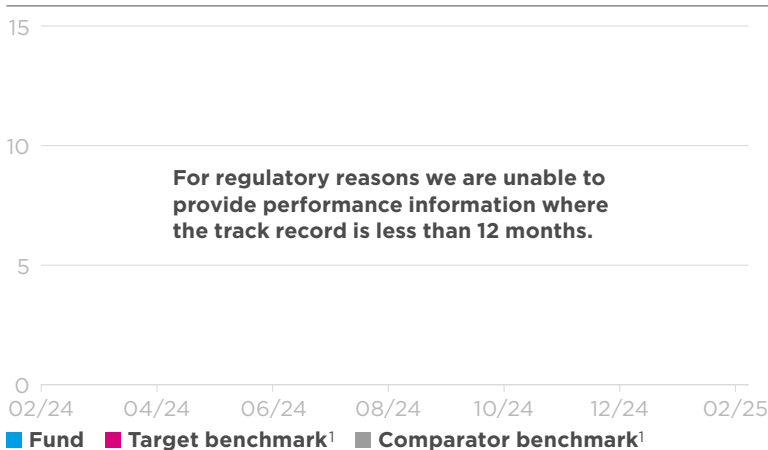 15
10
For regulatory reasons we are unable to
provide performance information where
the track record is less than 12 months.
5
0
02/24 04/24 06/24 08/24 10/24 12/24 02/25
Fund Target benchmark¹ Comparator benchmark¹